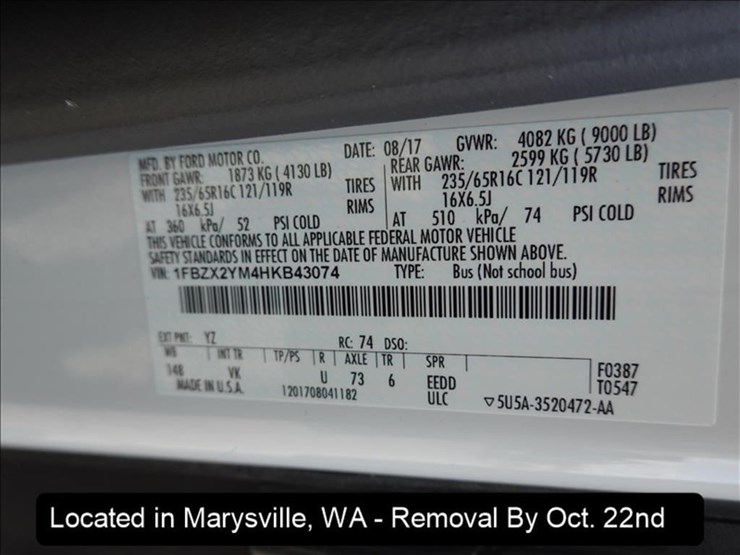 MFD. BY FORD MOTOR CO. DATE: 08/17 GVWR: 4082 KG ( 9000 LB)
FRONT GAWR: 1873 KG ( 4130 LB) REAR GAWR: 2599 KG ( 5730 LB)
WITH 235/65R16C 121/119R TIRES WITH 235/65R16C 121/119R TIRES
16X6.5J RIMS 16X6.5J RIMS
AT 360 kPa/ 52 PSI COLD AT 510 kPa/ 74 PSI COLD
THIS VEHICLE CONFORMS TO ALL APPLICABLE FEDERAL MOTOR VEHICLE
SAFETY STANDARDS IN EFFECT ON THE DATE OF MANUFACTURE SHOWN ABOVE.
VIN: 1FBZX2YM4HKB43074 TYPE: Bus (Not school bus)
EXT PNT: YZ RC: 74 DSO:
WB INT TR TP/PS R AXLE TR SPR F0387
148 VK U 73 6 EEDD T0547
MADE IN U.S.A. 1201708041182 ULC ▽5U5A-3520472-AA
Located in Marysville, WA - Removal By Oct. 22nd